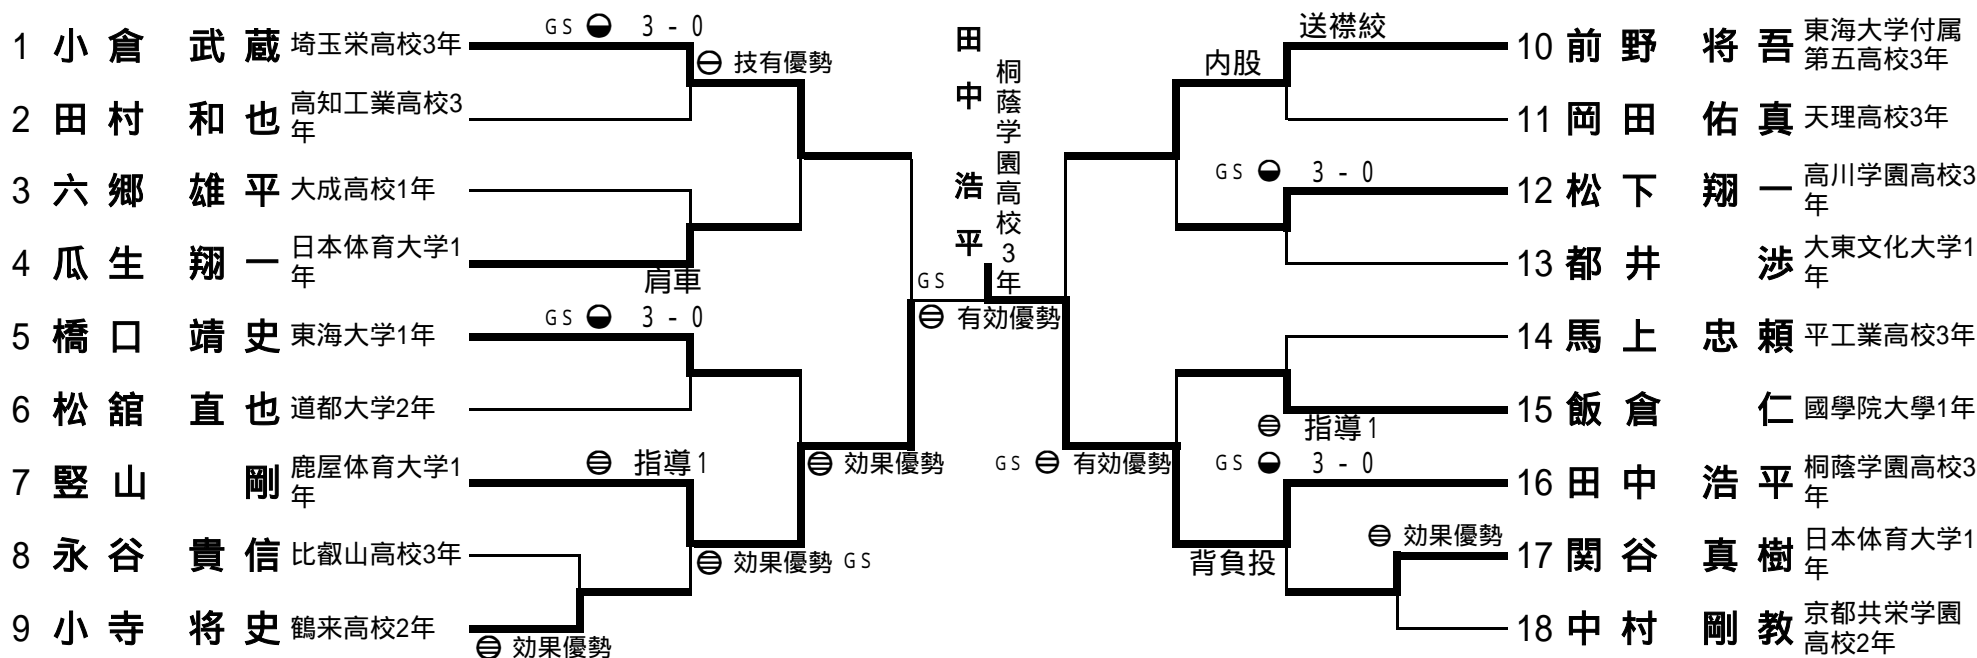 GS 3 - 0
1 小倉 武蔵 埼玉栄高校3年
技有優勢
2 田村 和也 高知工業高校3
年
3 六郷 雄平 大成高校1年
4 瓜生 翔一 日本体育大学1
年
肩車
GS 3 - 0
5 橋口 靖史 東海大学1年
6 松舘 直也 道都大学2年
指導1
効果優勢
7 竪山 剛 鹿屋体育大学1
年
8 永谷 貴信 比叡山高校3年
効果優勢 GS
9 小寺 将史 鶴来高校2年
効果優勢
田中 浩平
桐蔭学園高校3年
GS
有効優勢
送襟絞
10 前野 将吾 東海大学付属
第五高校3年
内股
11 岡田 佑真 天理高校3年
GS 3 - 0
12 松下 翔一 高川学園高校3
年
13 都井 渉 大東文化大学1
年
14 馬上 忠頼 平工業高校3年
15 飯倉 仁 國學院大學1年
指導1
GS 有効優勢
GS 3 - 0
16 田中 浩平 桐蔭学園高校3
年
効果優勢
17 関谷 真樹 日本体育大学1
年
背負投
18 中村 剛教 京都共栄学園
高校2年